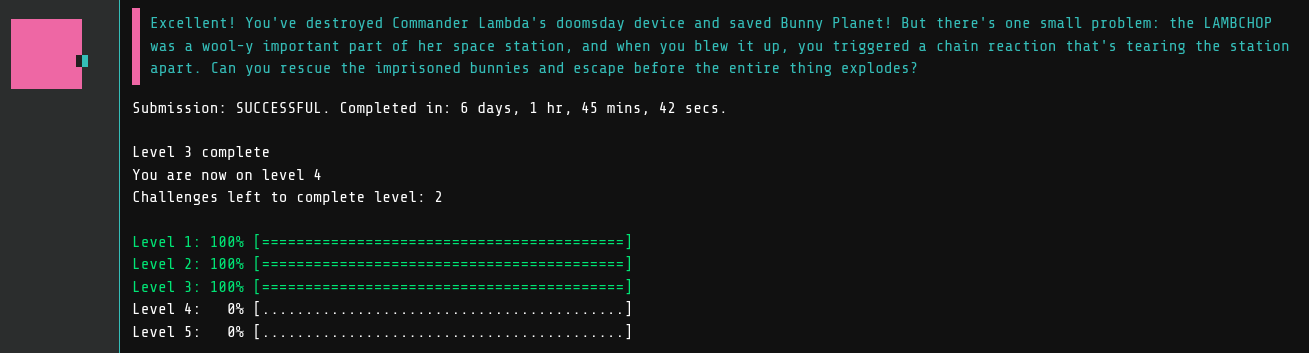 Excellent! You've destroyed Commander Lambda's doomsday device and saved Bunny Planet! But there's one small problem: the LAMBCHOP
was a wool-y important part of her space station, and when you blew it up, you triggered a chain reaction that's tearing the station
apart. Can you rescue the imprisoned bunnies and escape before the entire thing explodes?
Submission: SUCCESSFUL. Completed in: 6 days, 1 hr, 45 mins, 42 secs.
Level 3 complete
You are now on level 4
Challenges left to complete level: 2
Level 1: 100% [==========================================]
Level 2: 100% [==========================================]
Level 3: 100% [==========================================]
Level 4:   0% [..........................................]
Level 5:   0% [..........................................]